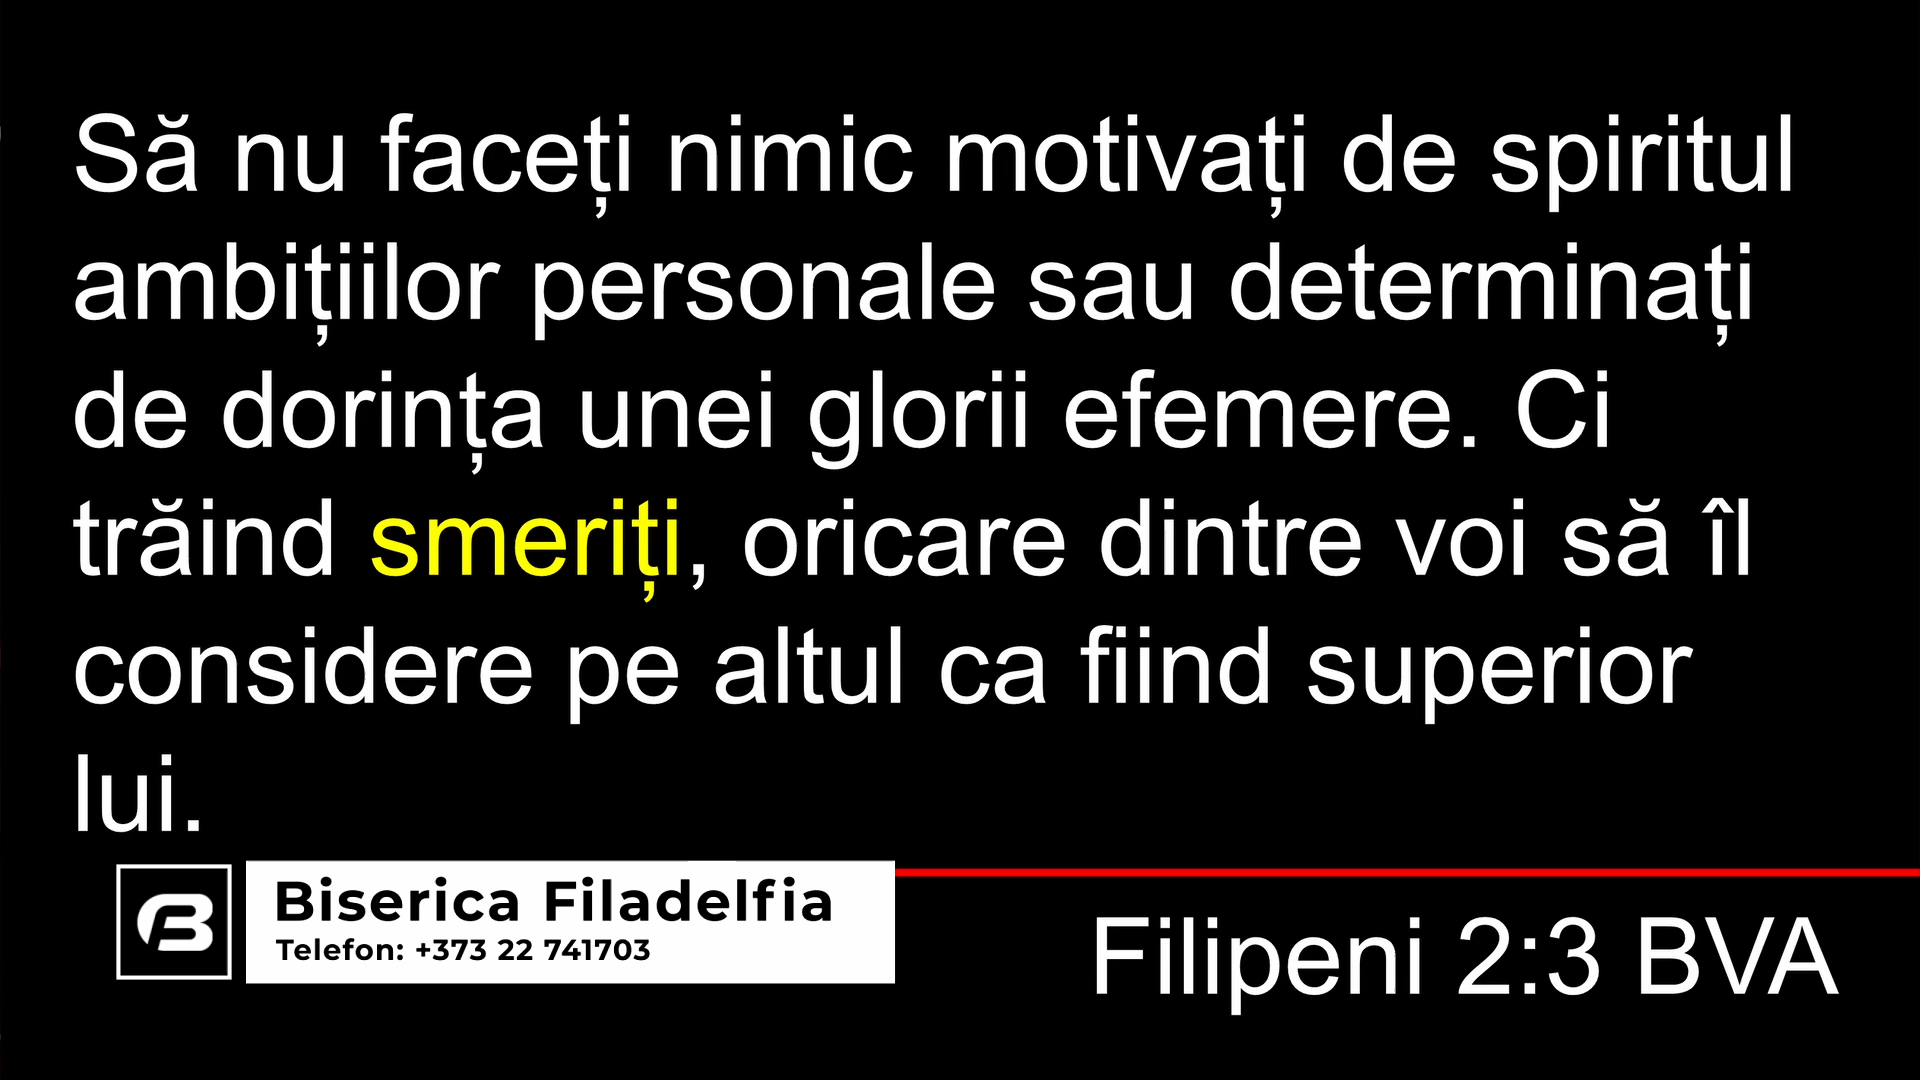 Să nu faceți nimic motivați de spiritul
ambițiilor personale sau determinați
de dorința unei glorii efemere. Ci
trăind smeriți, oricare dintre voi să îl
considere pe altul ca fiind superior
lui.
B
Biserica Filadelfia
Telefon: +373 22 741703
Filipeni 2:3 BVA